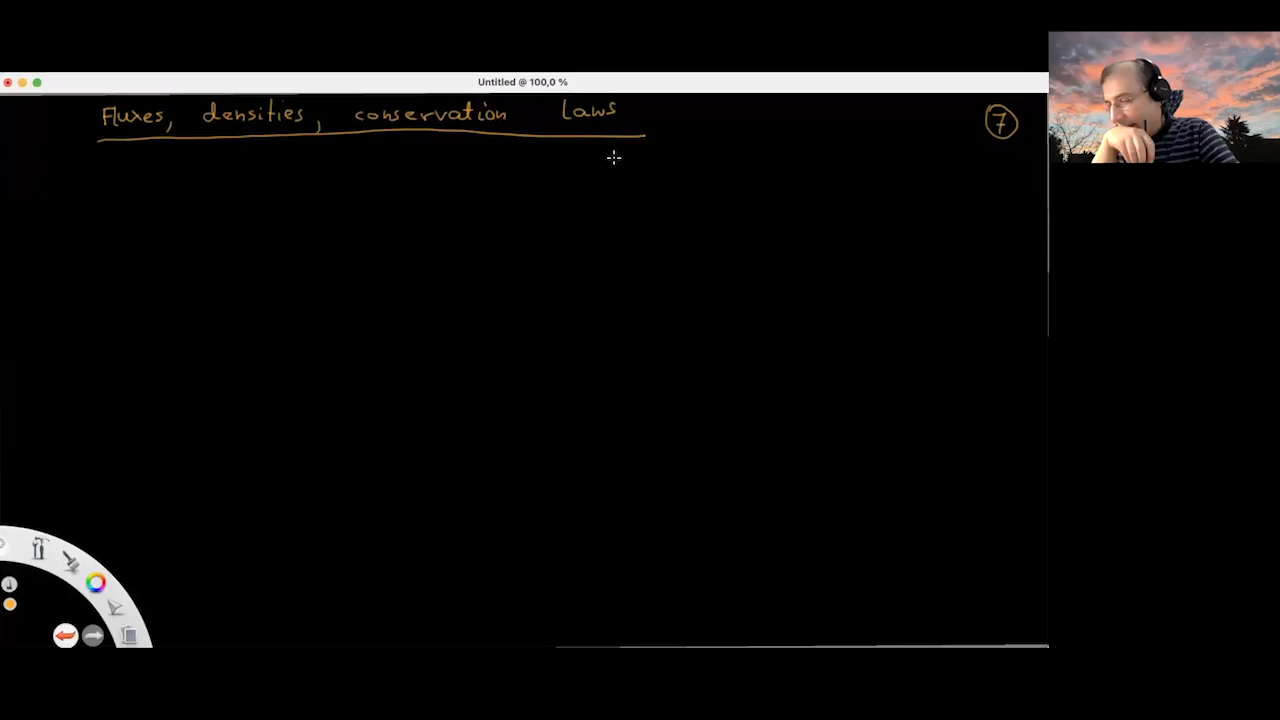 Untitled @ 100,0 %
Fluxes, densities, conservation laws
7